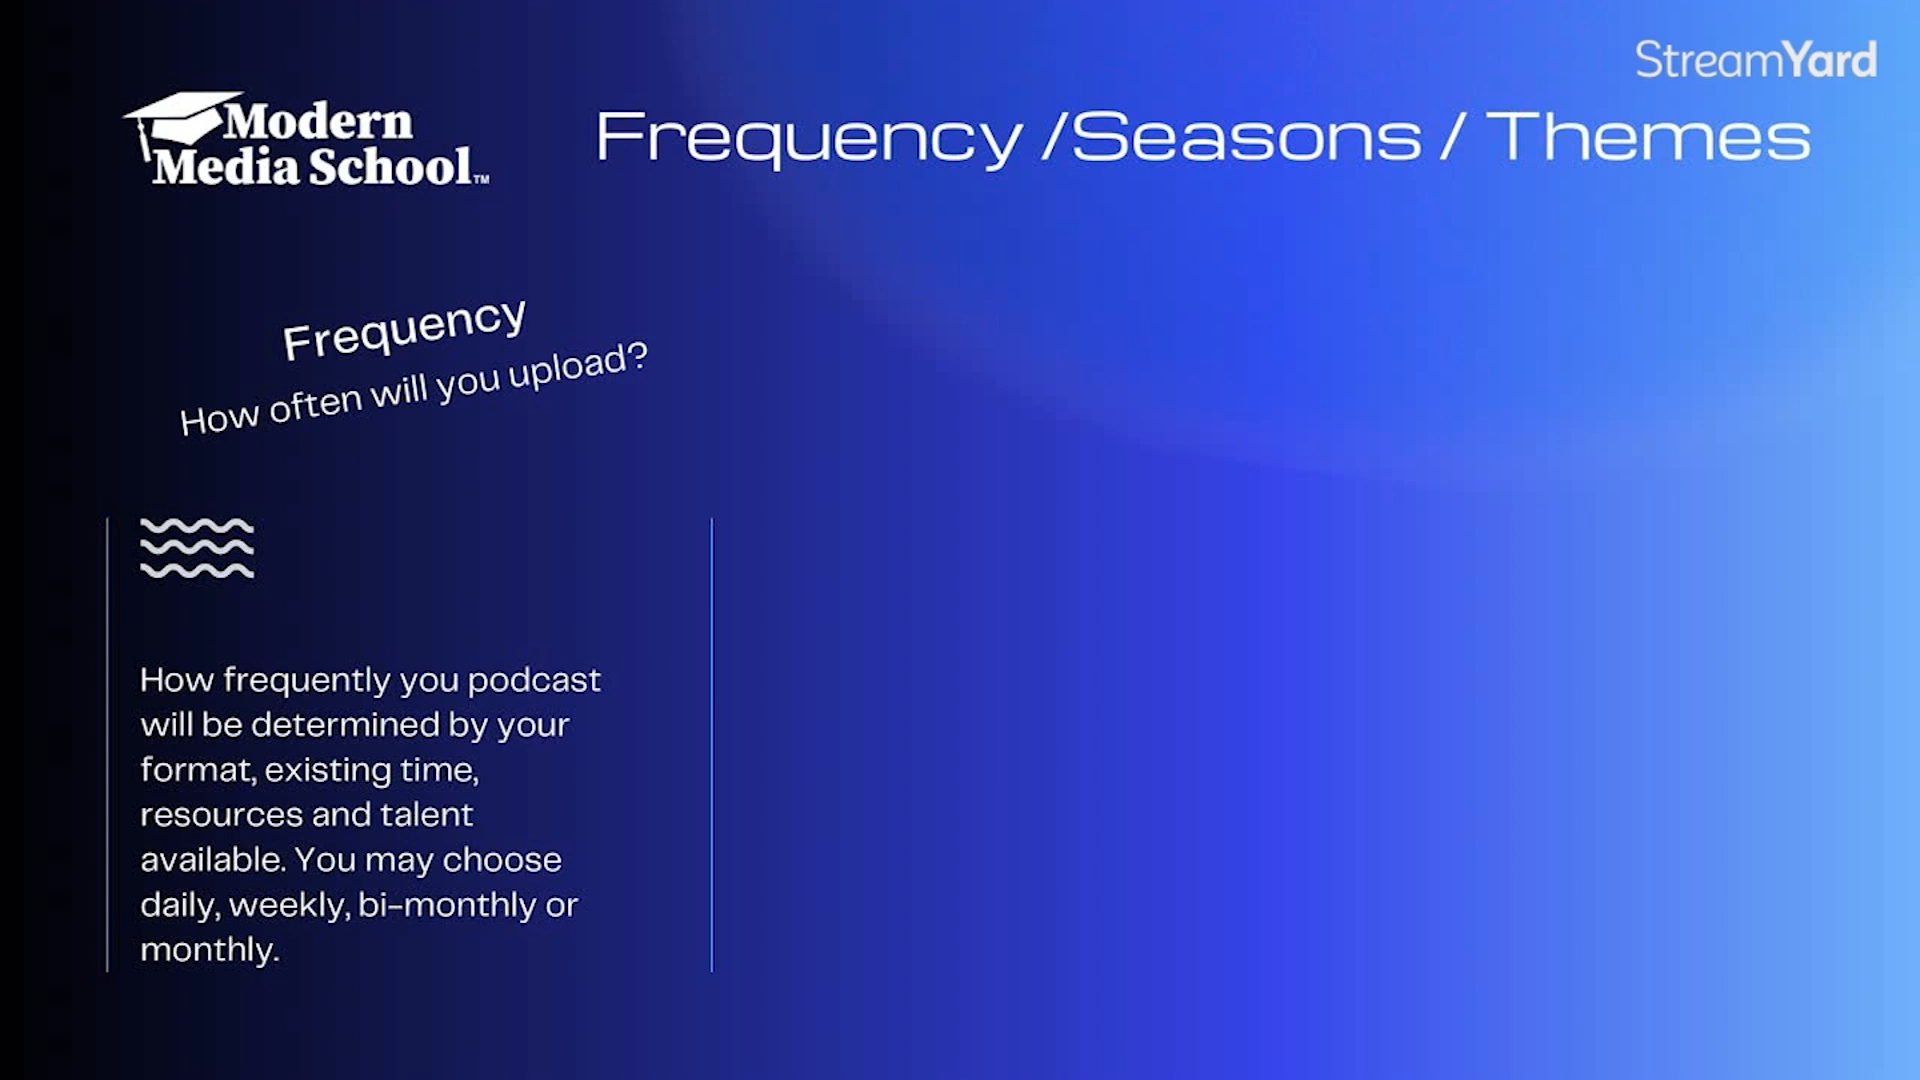 StreamYard
Modern
Media School™
Frequency /Seasons / Themes
Frequency
How often will you upload?
How frequently you podcast
will be determined by your
format, existing time,
resources and talent
available. You may choose
daily, weekly, bi-monthly or
monthly.